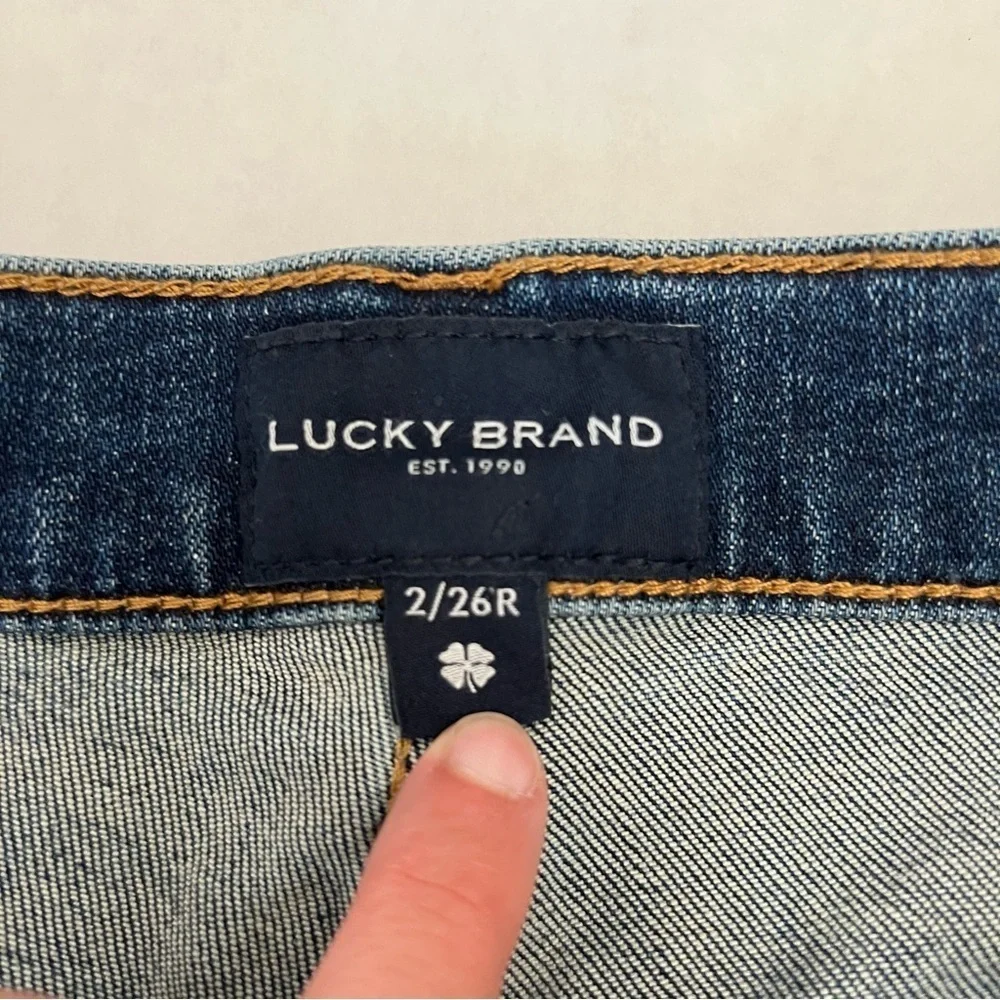 LUCKY BRAND
EST. 1990
2/26R